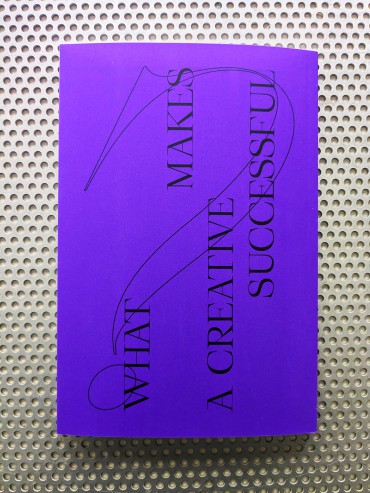 WHAT
MAKES
A CREATIVE
SUCCESSFUL
?